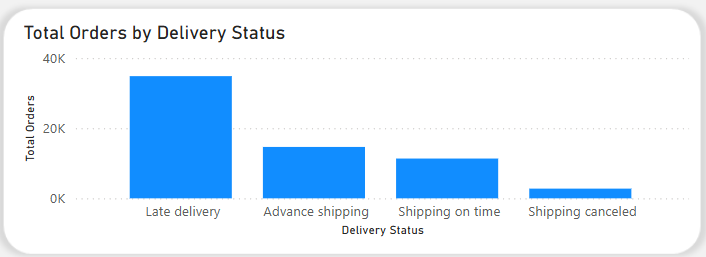 Total Orders by Delivery Status
Total Orders
40K
20K
0K
Late delivery
Advance shipping
Shipping on time
Shipping canceled
Delivery Status